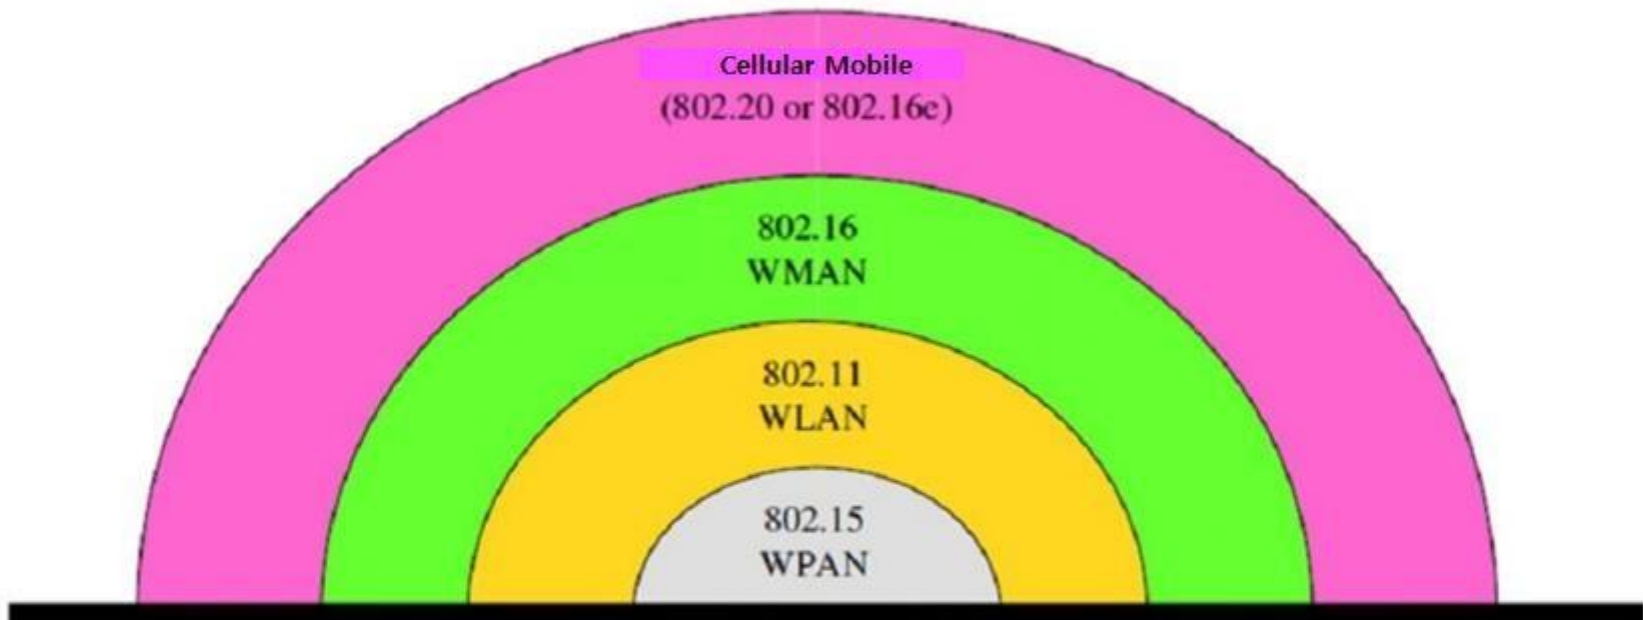 Cellular Mobile
(802.20 or 802.16e)
802.16
WMAN
802.11
WLAN
802.15
WPAN